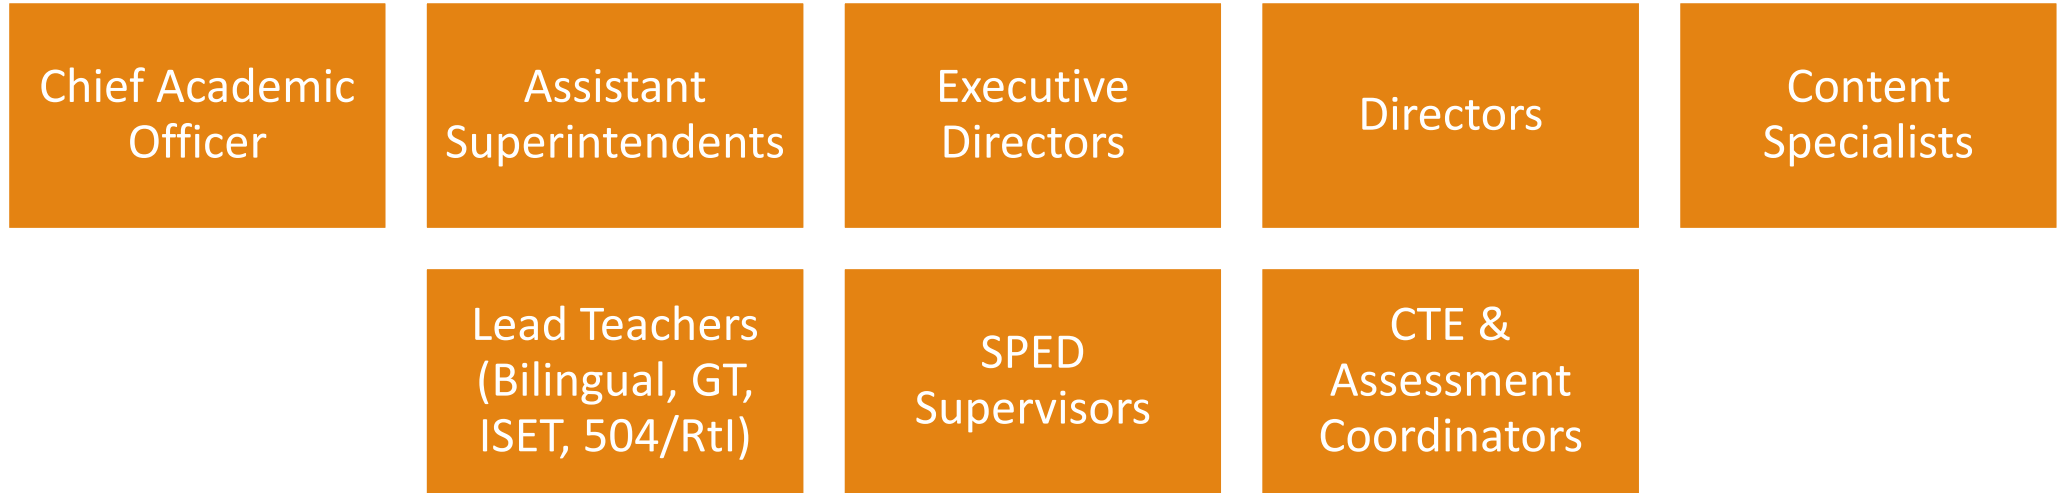 Chief Academic
Officer
Assistant
Superintendents
Executive
Directors
Directors
Content
Specialists
Lead Teachers
(Bilingual, GT,
ISET, 504/RtI)
SPED
Supervisors
CTE &
Assessment
Coordinators